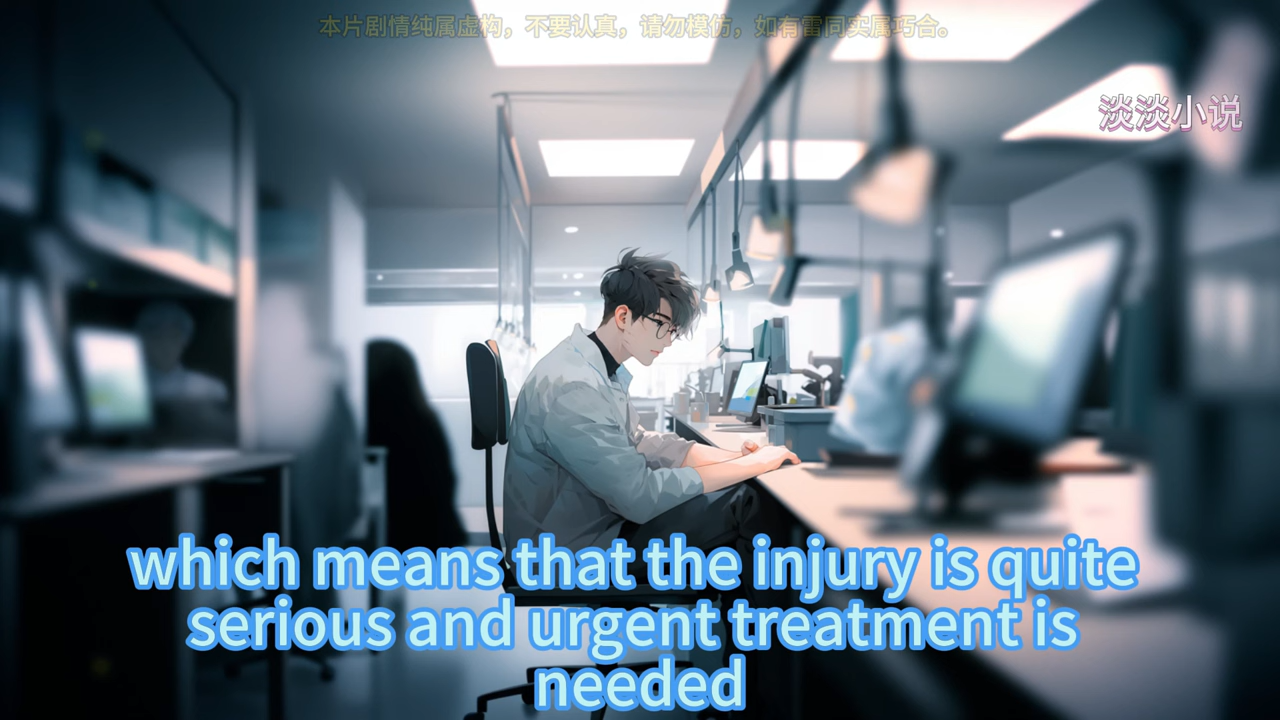 本片剧情纯属虚构，不要认真，请勿模仿，如有雷同实属巧合。
淡淡小说
which means that the injury is quite
serious and urgent treatment is
needed